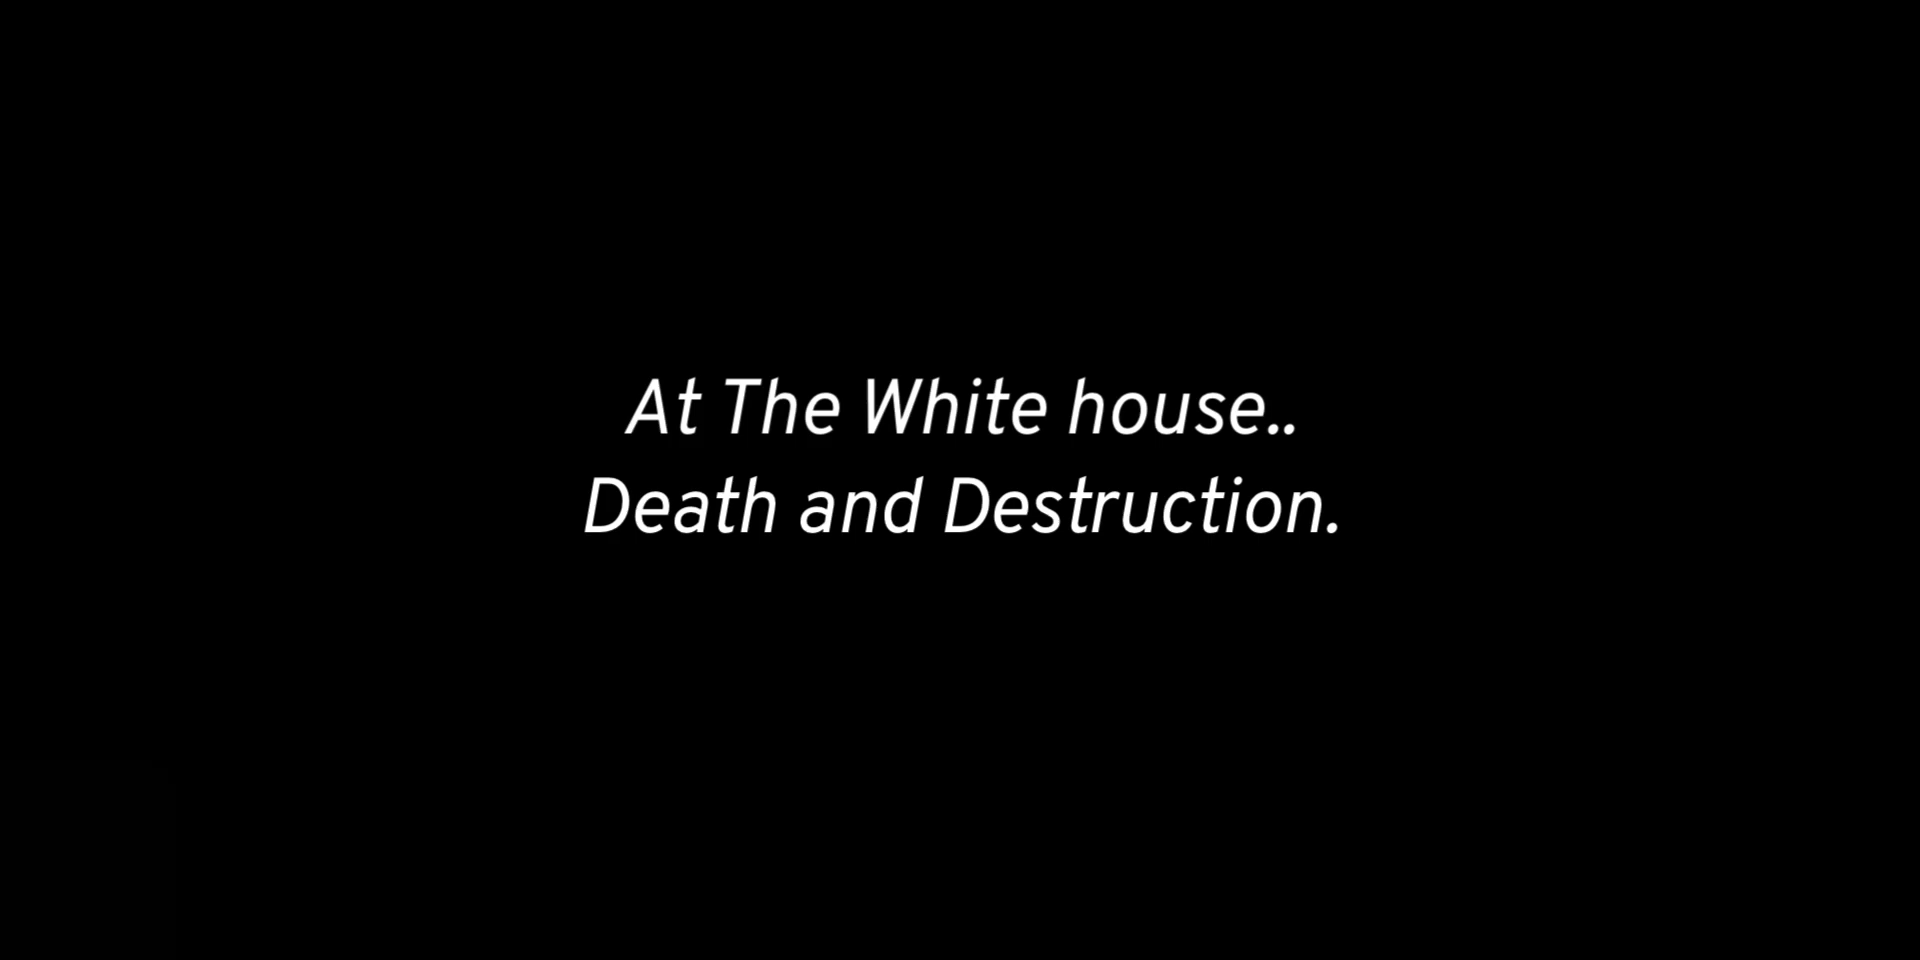 At The White house..
Death and Destruction.